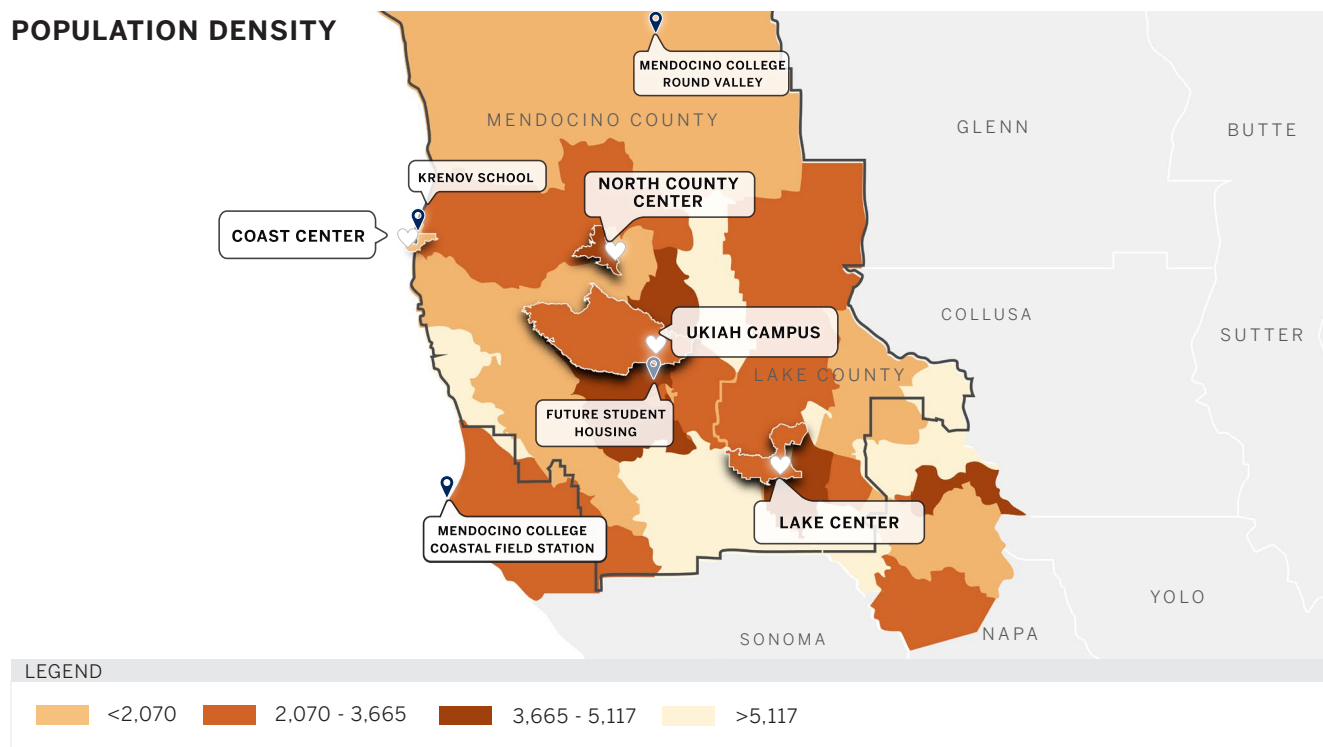 POPULATION DENSITY
MENDOCINO COLLEGE
ROUND VALLEY
MENDOCINO COUNTY
GLENN
BUTTE
KRENOV SCHOOL
NORTH COUNTY
CENTER
COAST CENTER
COLLUSA
UKIAH CAMPUS
SUTTER
LAKE COUNTY
FUTURE STUDENT
HOUSING
LAKE CENTER
MENDOCINO COLLEGE
COASTAL FIELD STATION
YOLO
SONOMA
NAPA
LEGEND
<2,070
2,070 - 3,665
3,665 - 5,117
>5,117